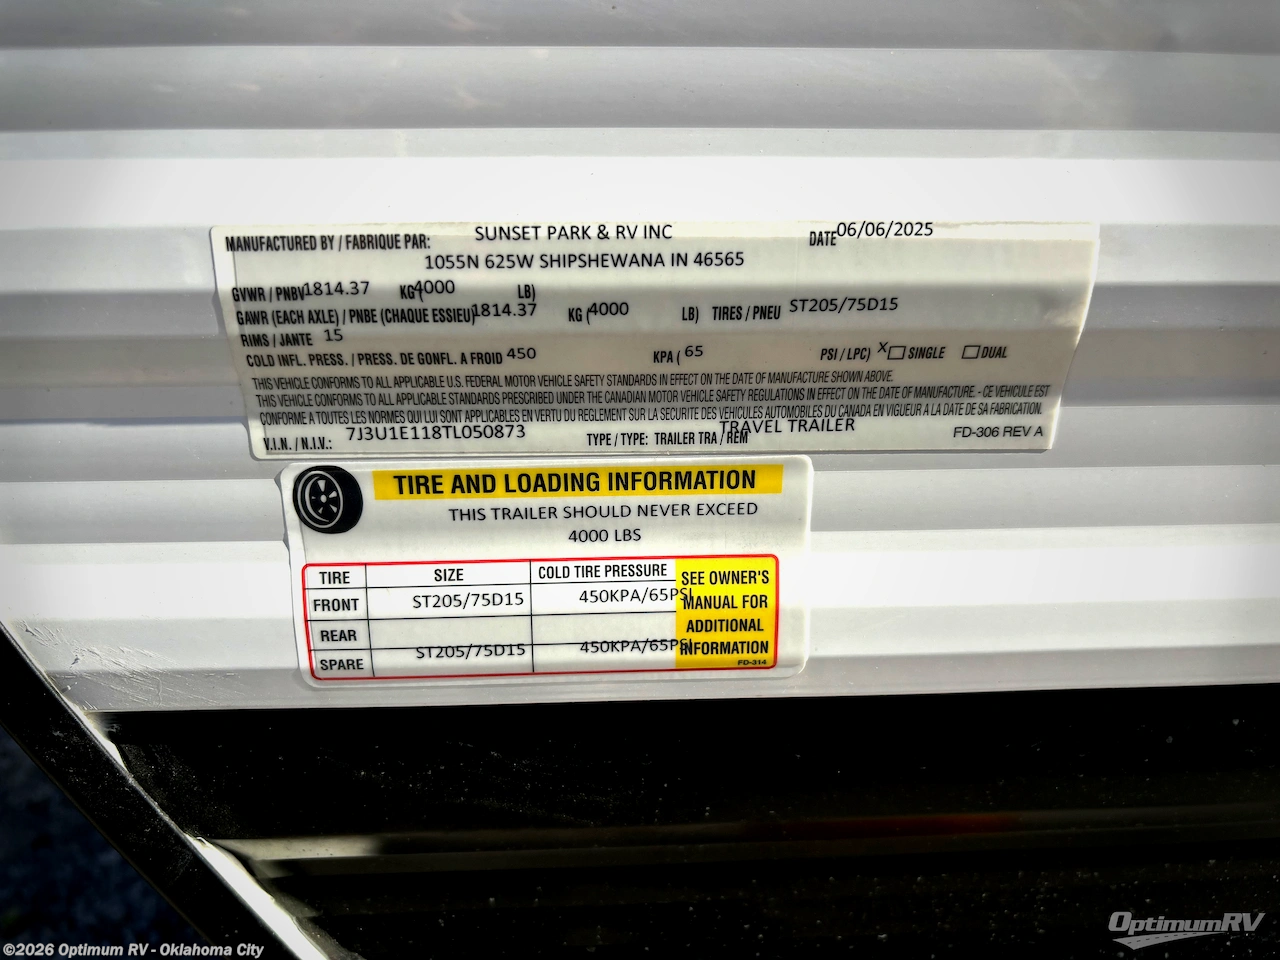 MANUFACTURED BY / FABRIQUE PAR: SUNSET PARK & RV INC DATE 06/06/2025
1055N 625W SHIPSHEWANA IN 46565
GVWR / PNBV 1814.37 KG (4000 LB)
GAWR (EACH AXLE) / PNBE (CHAQUE ESSIEU) 1814.37 KG (4000 LB) TIRES / PNEU ST205/75D15
RIMS / JANTE 15
COLD INFL. PRESS. / PRESS. DE GONFL. A FROID 450 KPA ( 65 PSI / LPC) X SINGLE DUAL
THIS VEHICLE CONFORMS TO ALL APPLICABLE U.S. FEDERAL MOTOR VEHICLE SAFETY STANDARDS IN EFFECT ON THE DATE OF MANUFACTURE SHOWN ABOVE.
THIS VEHICLE CONFORMS TO ALL APPLICABLE STANDARDS PRESCRIBED UNDER THE CANADIAN MOTOR VEHICLE SAFETY REGULATIONS IN EFFECT ON THE DATE OF MANUFACTURE. - CE VEHICULE EST
CONFORME A TOUTES LES NORMES QUI LUI SONT APPLICABLES EN VERTU DU REGLEMENT SUR LA SECURITE DES VEHICULES AUTOMOBILES DU CANADA EN VIGUEUR A LA DATE DE SA FABRICATION.
V.I.N. / N.I.V.: 7J3U1E118TL050873 TYPE / TYPE: TRAILER TRA / REM TRAVEL TRAILER FD-306 REV A
TIRE AND LOADING INFORMATION
THIS TRAILER SHOULD NEVER EXCEED
4000 LBS
TIRE SIZE COLD TIRE PRESSURE
FRONT ST205/75D15 450KPA/65PSI
REAR
SPARE ST205/75D15 450KPA/65PSI
SEE OWNER'S
MANUAL FOR
ADDITIONAL
INFORMATION
FD-314
©2026 Optimum RV - Oklahoma City
OptimumRV